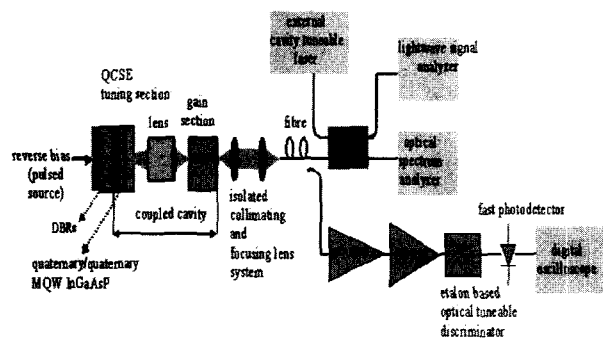 external
cavity tuneable
laser
lightwave signal
analyzer
QCSE
tuning section
lens
gain
section
fibre
optical
spectrum
analyzer
reverse bias
(pulsed
source)
DBRs
coupled cavity
quaternary/quaternary
MQW InGaAsP
isolated
collimating
and
focusing lens
system
fast photodetector
digital
oscilloscope
etalon based
optical tuneable
discriminator